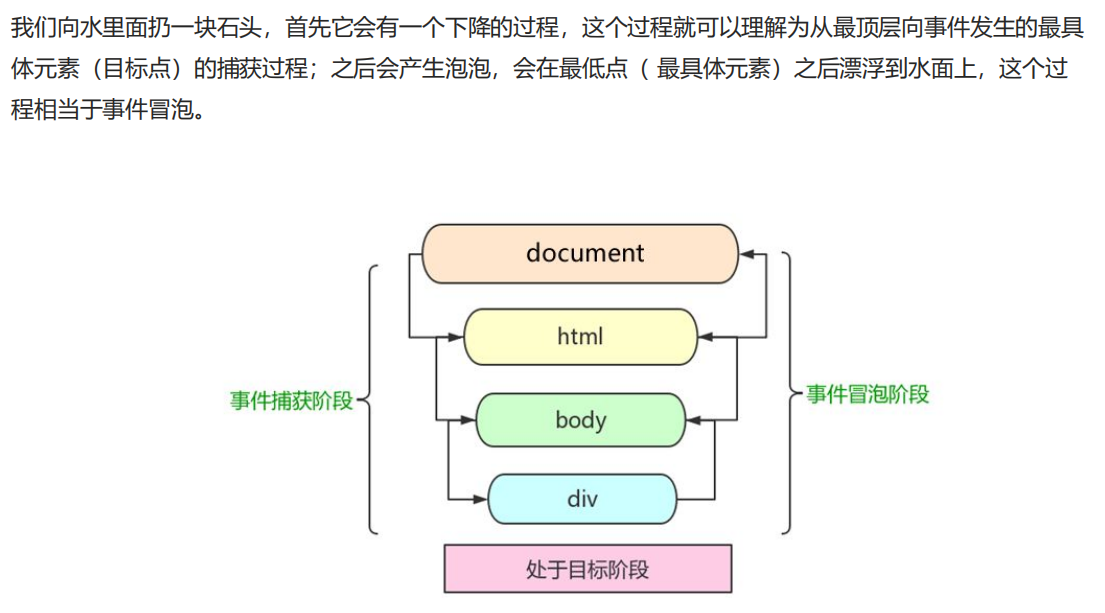 我们向水里面扔一块石头，首先它会有一个下降的过程，这个过程就可以理解为从最顶层向事件发生的最具
体元素（目标点）的捕获过程；之后会产生泡泡，会在最低点（ 最具体元素）之后漂浮到水面上，这个过
程相当于事件冒泡。
document
html
事件捕获阶段
事件冒泡阶段
body
div
处于目标阶段